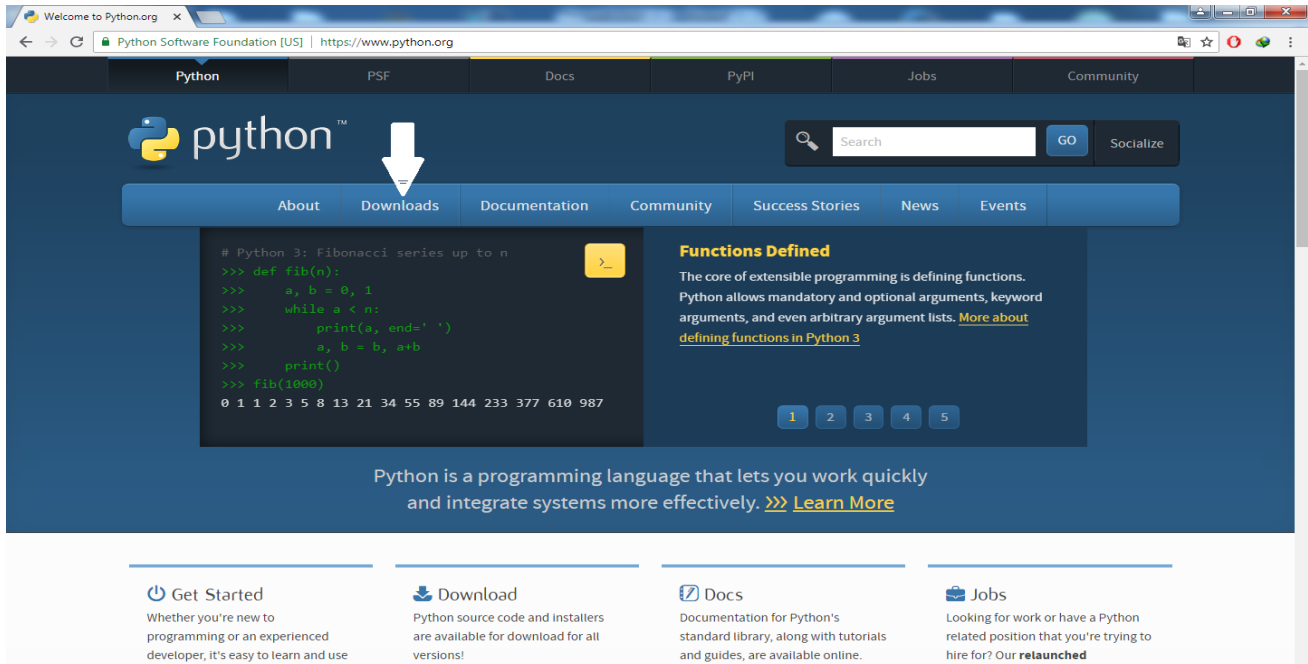 Welcome to Python.org
Python Software Foundation [US] | https://www.python.org
Python PSF Docs PyPI Jobs Community
python™
Search GO Socialize
About Downloads Documentation Community Success Stories News Events
# Python 3: Fibonacci series up to n
>>> def fib(n):
>>>     a, b = 0, 1
>>>     while a < n:
>>>         print(a, end=' ')
>>>         a, b = b, a+b
>>>     print()
>>> fib(1000)
0 1 1 2 3 5 8 13 21 34 55 89 144 233 377 610 987
>_
Functions Defined
The core of extensible programming is defining functions.
Python allows mandatory and optional arguments, keyword
arguments, and even arbitrary argument lists. More about
defining functions in Python 3
1 2 3 4 5
Python is a programming language that lets you work quickly
and integrate systems more effectively. >>> Learn More
Get Started
Whether you're new to
programming or an experienced
developer, it's easy to learn and use
Download
Python source code and installers
are available for download for all
versions!
Docs
Documentation for Python's
standard library, along with tutorials
and guides, are available online.
Jobs
Looking for work or have a Python
related position that you're trying to
hire for? Our relaunched